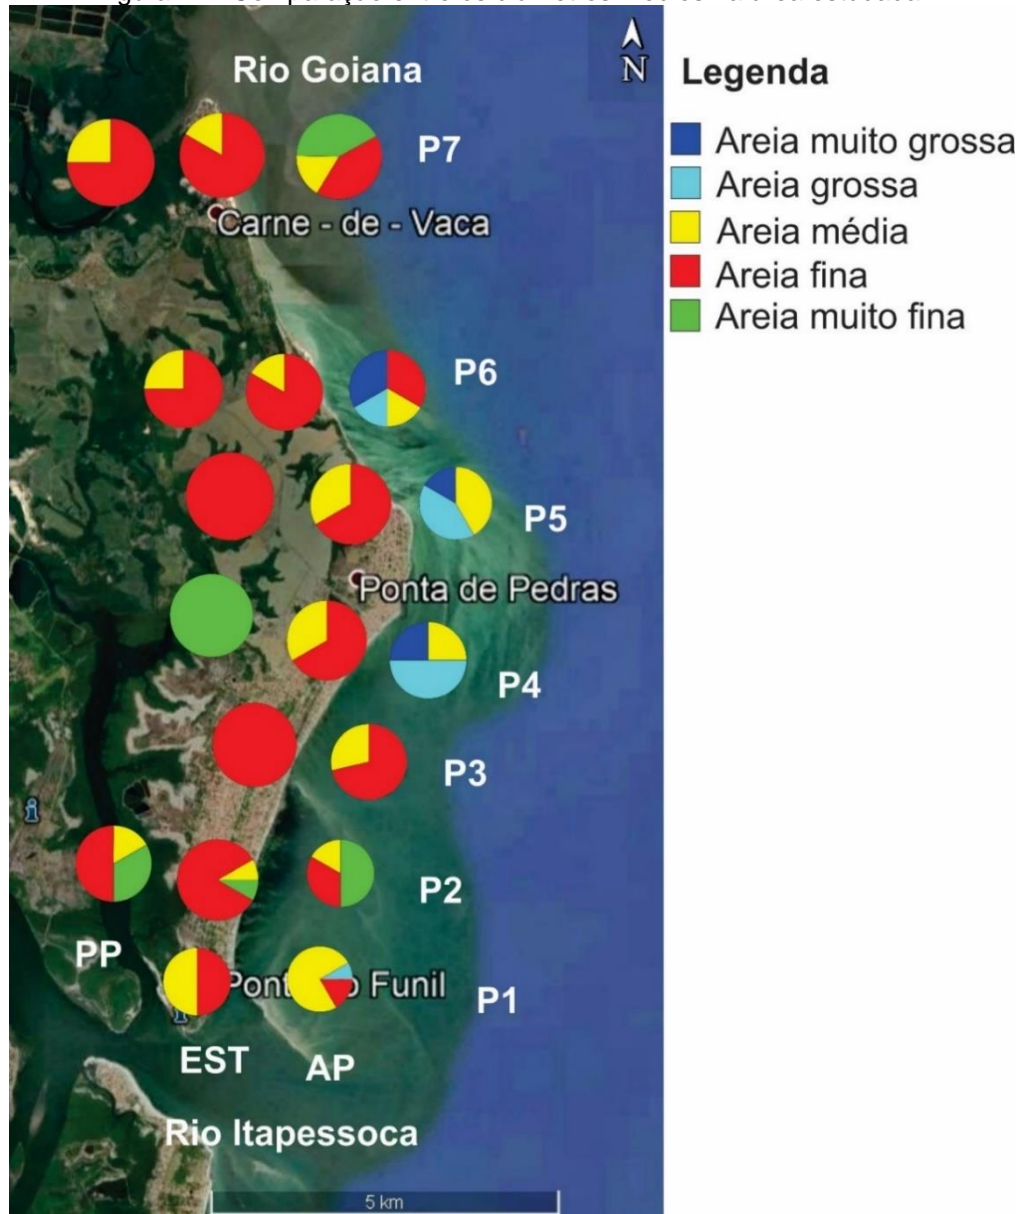 Rio Goiana
N
Legenda
P7
Areia muito grossa
Areia grossa
Carne - de - Vaca
Areia média
Areia fina
Areia muito fina
P6
P5
Ponta de Pedras
P4
P3
P2
PP
Funil
P1
EST
AP
Rio Itapessoca
5 km